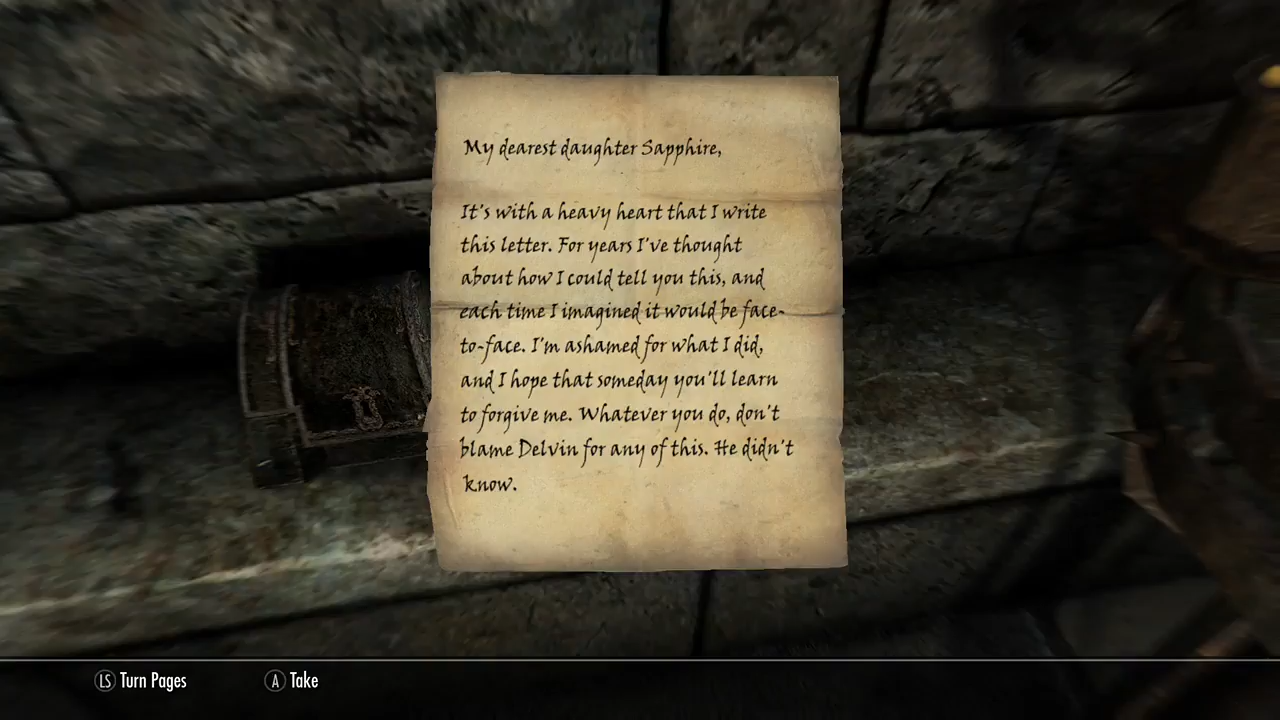 My dearest daughter Sapphire,
It's with a heavy heart that I write
this letter. For years I've thought
about how I could tell you this, and
each time I imagined it would be face-
to-face. I'm ashamed for what I did,
and I hope that someday you'll learn
to forgive me. Whatever you do, don't
blame Delvin for any of this. He didn't
know.
LS Turn Pages
A Take